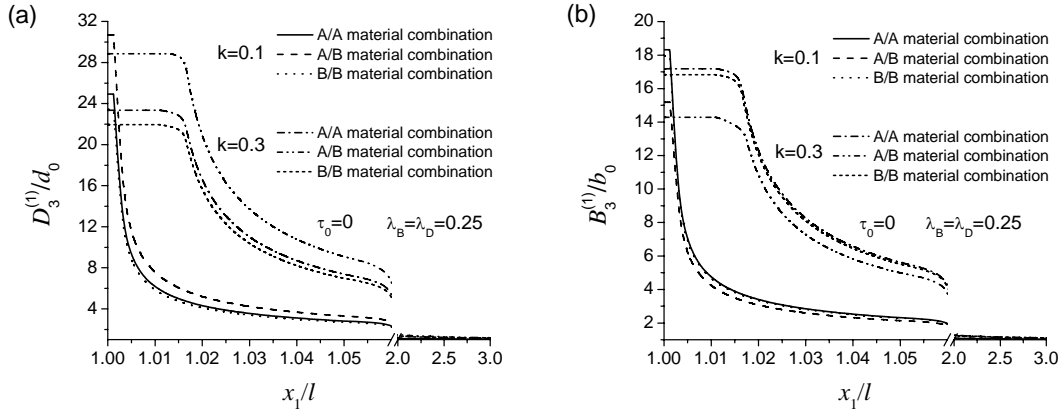 (a)
32
28
24
20
16
12
8
4
D₃⁽¹⁾/d₀
k=0.1
A/A material combination
A/B material combination
B/B material combination
k=0.3
A/A material combination
A/B material combination
B/B material combination
τ₀=0 λ_B=λ_D=0.25
1.00 1.01 1.02 1.03 1.04 1.05 2.0 2.5 3.0
x₁/l
(b)
20
18
16
14
12
10
8
6
4
2
B₃⁽¹⁾/b₀
k=0.1
A/A material combination
A/B material combination
B/B material combination
k=0.3
A/A material combination
A/B material combination
B/B material combination
τ₀=0 λ_B=λ_D=0.25
1.00 1.01 1.02 1.03 1.04 1.05 2.0 2.5 3.0
x₁/l